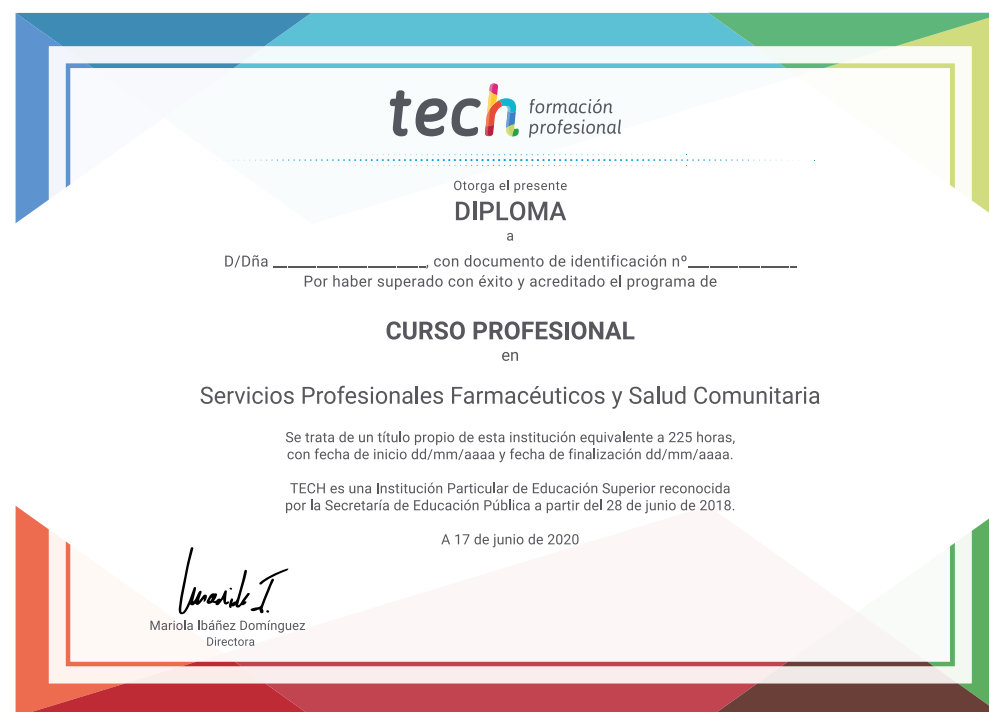 tech formación
profesional
Otorga el presente
DIPLOMA
a
D/Dña ____________________, con documento de identificación nº______________
Por haber superado con éxito y acreditado el programa de
CURSO PROFESIONAL
en
Servicios Profesionales Farmacéuticos y Salud Comunitaria
Se trata de un título propio de esta institución equivalente a 225 horas,
con fecha de inicio dd/mm/aaaa y fecha de finalización dd/mm/aaaa.
TECH es una Institución Particular de Educación Superior reconocida
por la Secretaría de Educación Pública a partir del 28 de junio de 2018.
A 17 de junio de 2020
Mariola Ibáñez Domínguez
Directora